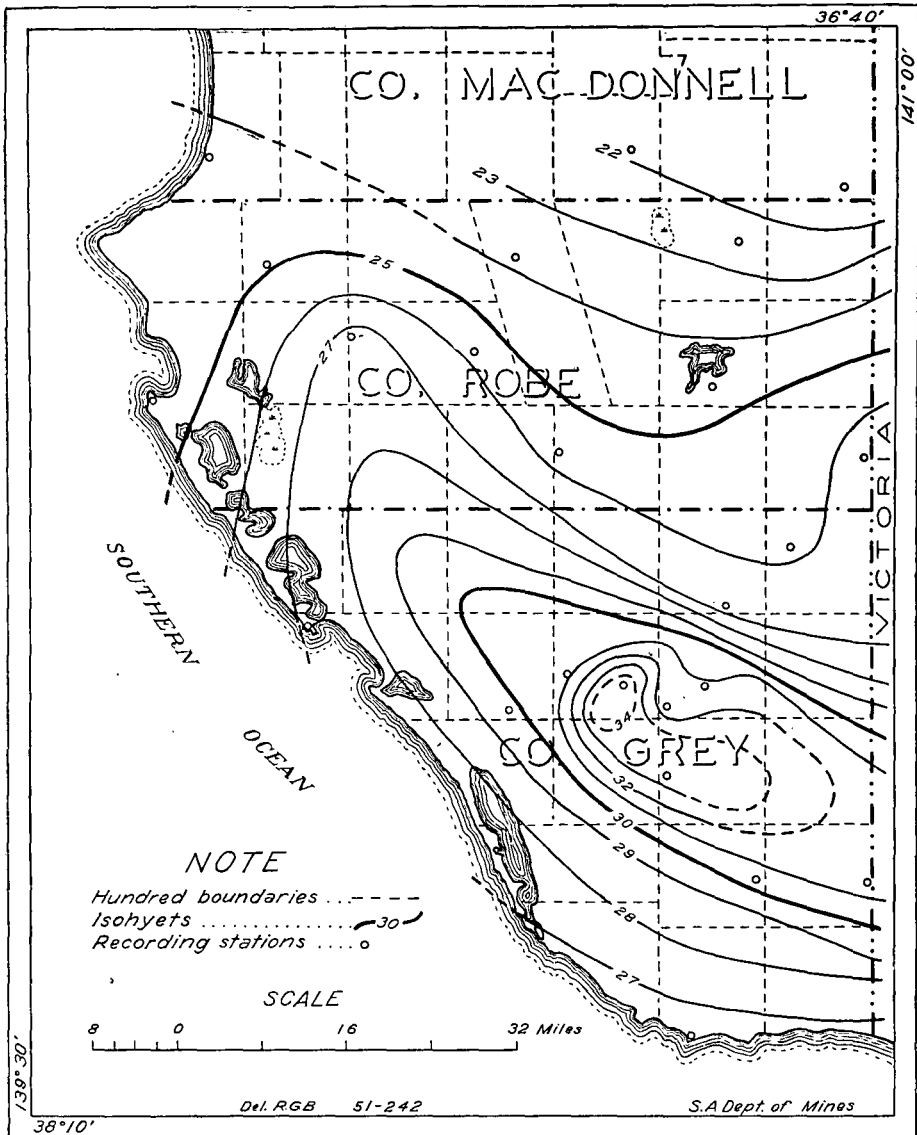 36°40'
141°00'
7
CO. MAC DONNELL
22
23
25
27
CO. ROBE
VICTORIA
SOUTHERN
OCEAN
34
CO. GREY
32
30
29
28
27
NOTE
Hundred boundaries ... ----
Isohyets .................. 30
Recording stations .... o
SCALE
8 0 16 32 Miles
139°30'
Del. RGB 51-242 S.A Dept. of Mines
38°10'